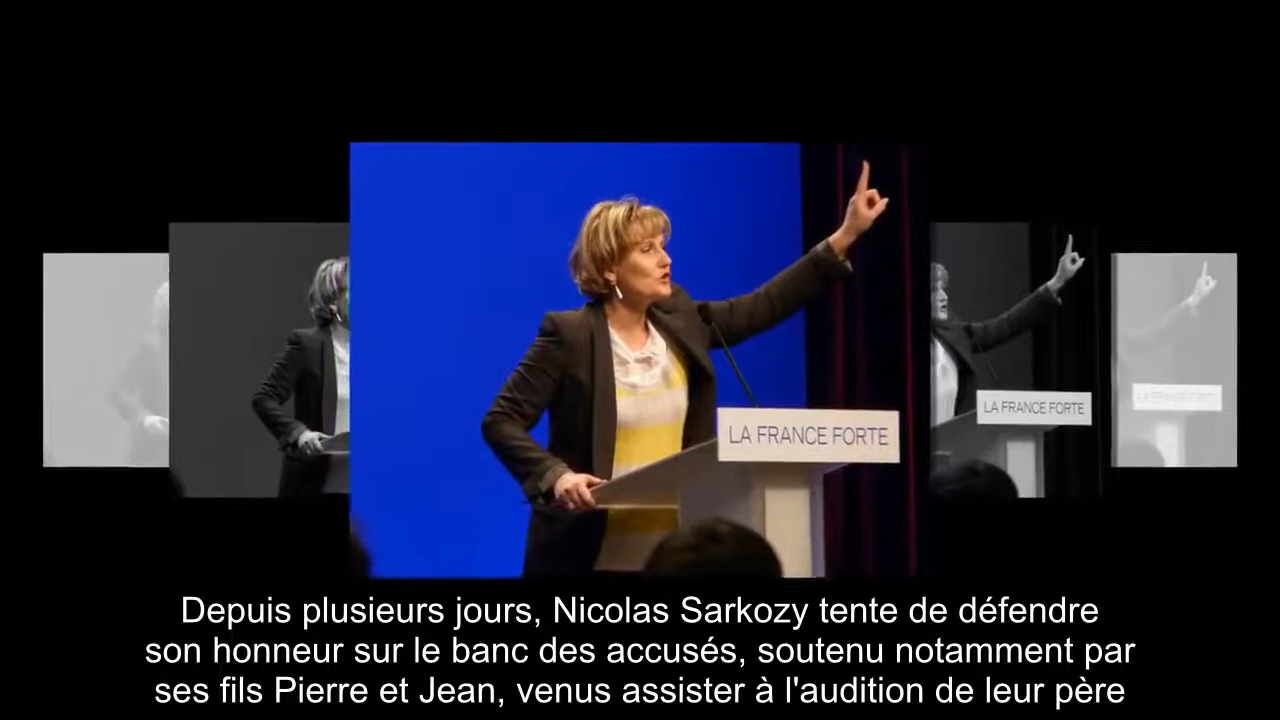 LA FRANCE FORTE
LA FRANCE FORTE
Depuis plusieurs jours, Nicolas Sarkozy tente de défendre
son honneur sur le banc des accusés, soutenu notamment par
ses fils Pierre et Jean, venus assister à l'audition de leur père